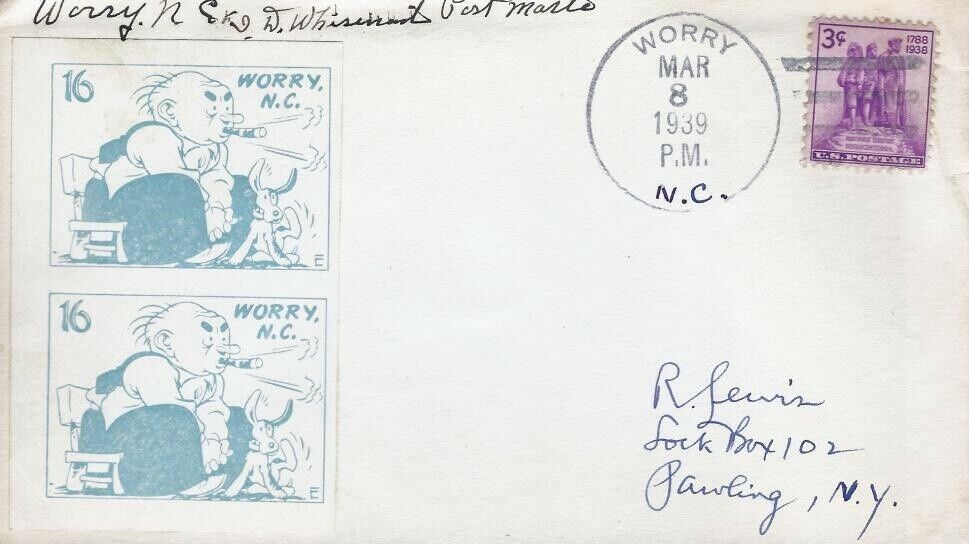 Worry, N C. D. Whisenant Post Master
16 WORRY,
N.C.
E
16 WORRY,
N.C.
E
WORRY
MAR
8
1939
P.M.
N.C.
3¢ 1788
1938
U.S. POSTAGE
R. Lewis
Lock Box 102
Pawling, N.Y.